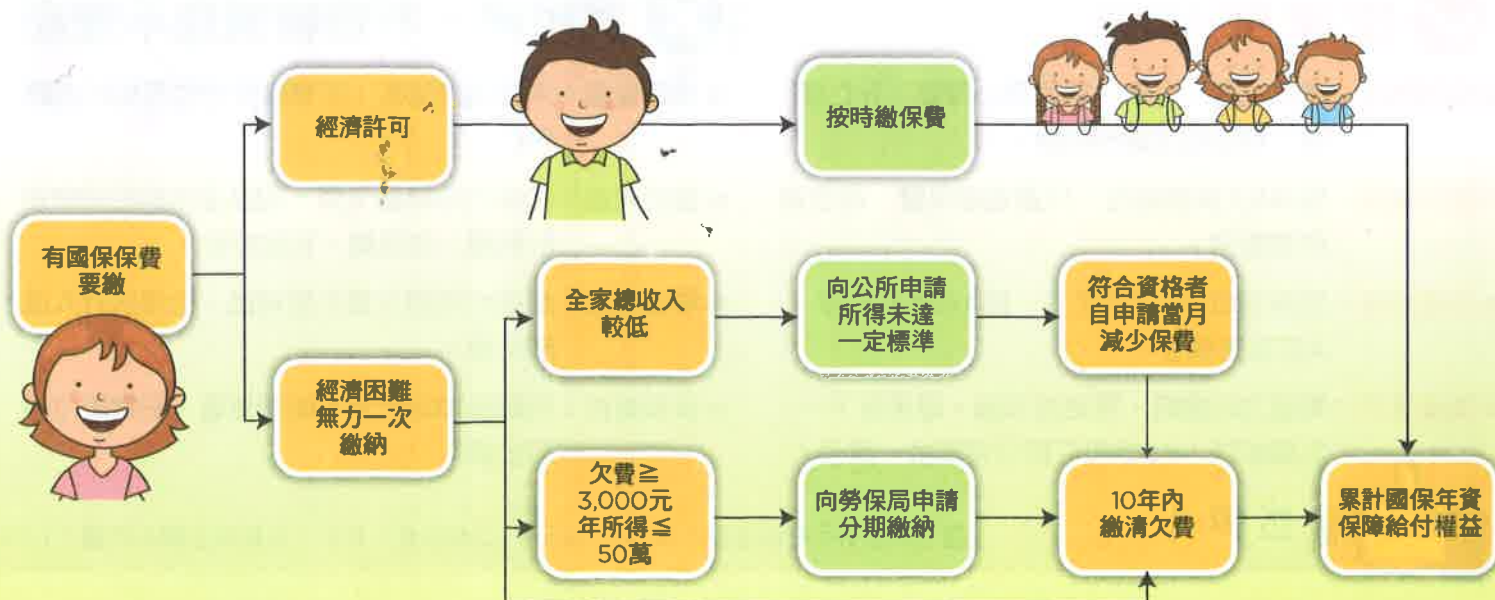 經濟許可
按時繳保費
有國保保費
要繳
全家總收入
較低
向公所申請
所得未達
一定標準
符合資格者
自申請當月
減少保費
經濟困難
無力一次
繳納
欠費≧
3,000元
年所得≦
50萬
向勞保局申請
分期繳納
10年內
繳清欠費
累計國保年資
保障給付權益